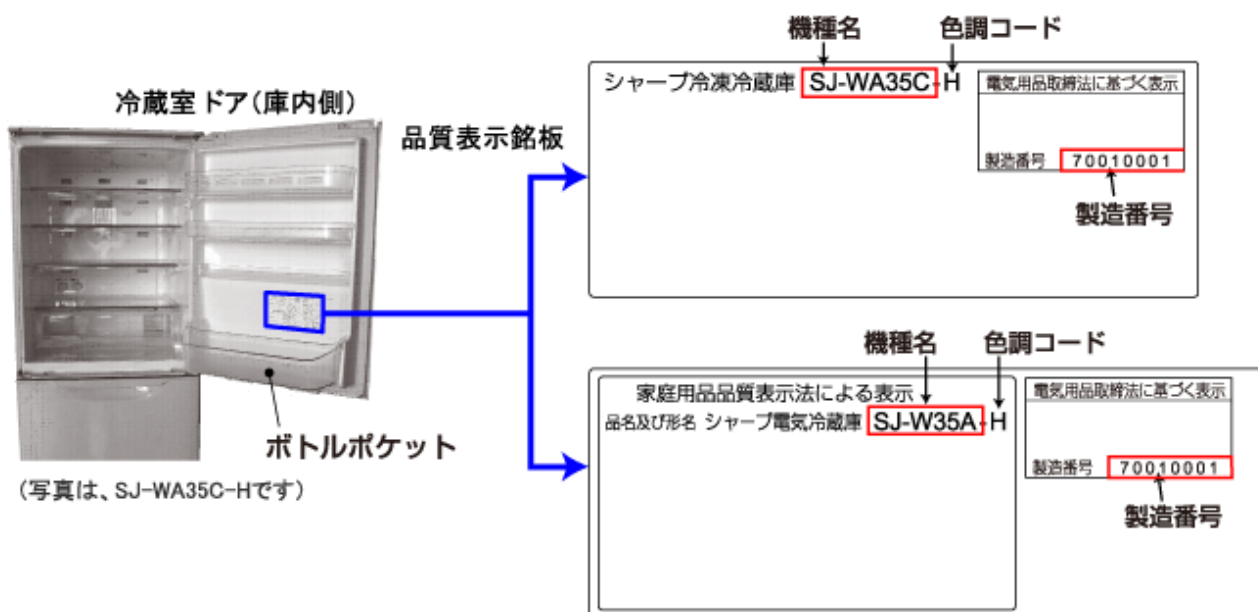 冷蔵室 ドア(庫内側)
ボトルポケット
(写真は、SJ-WA35C-Hです)
品質表示銘板
機種名 色調コード
シャープ冷凍冷蔵庫 SJ-WA35C-H
電気用品取締法に基づく表示
製造番号 70010001
製造番号
機種名 色調コード
家庭用品品質表示法による表示
品名及び形名 シャープ電気冷蔵庫 SJ-W35A-H
電気用品取締法に基づく表示
製造番号 70010001
製造番号